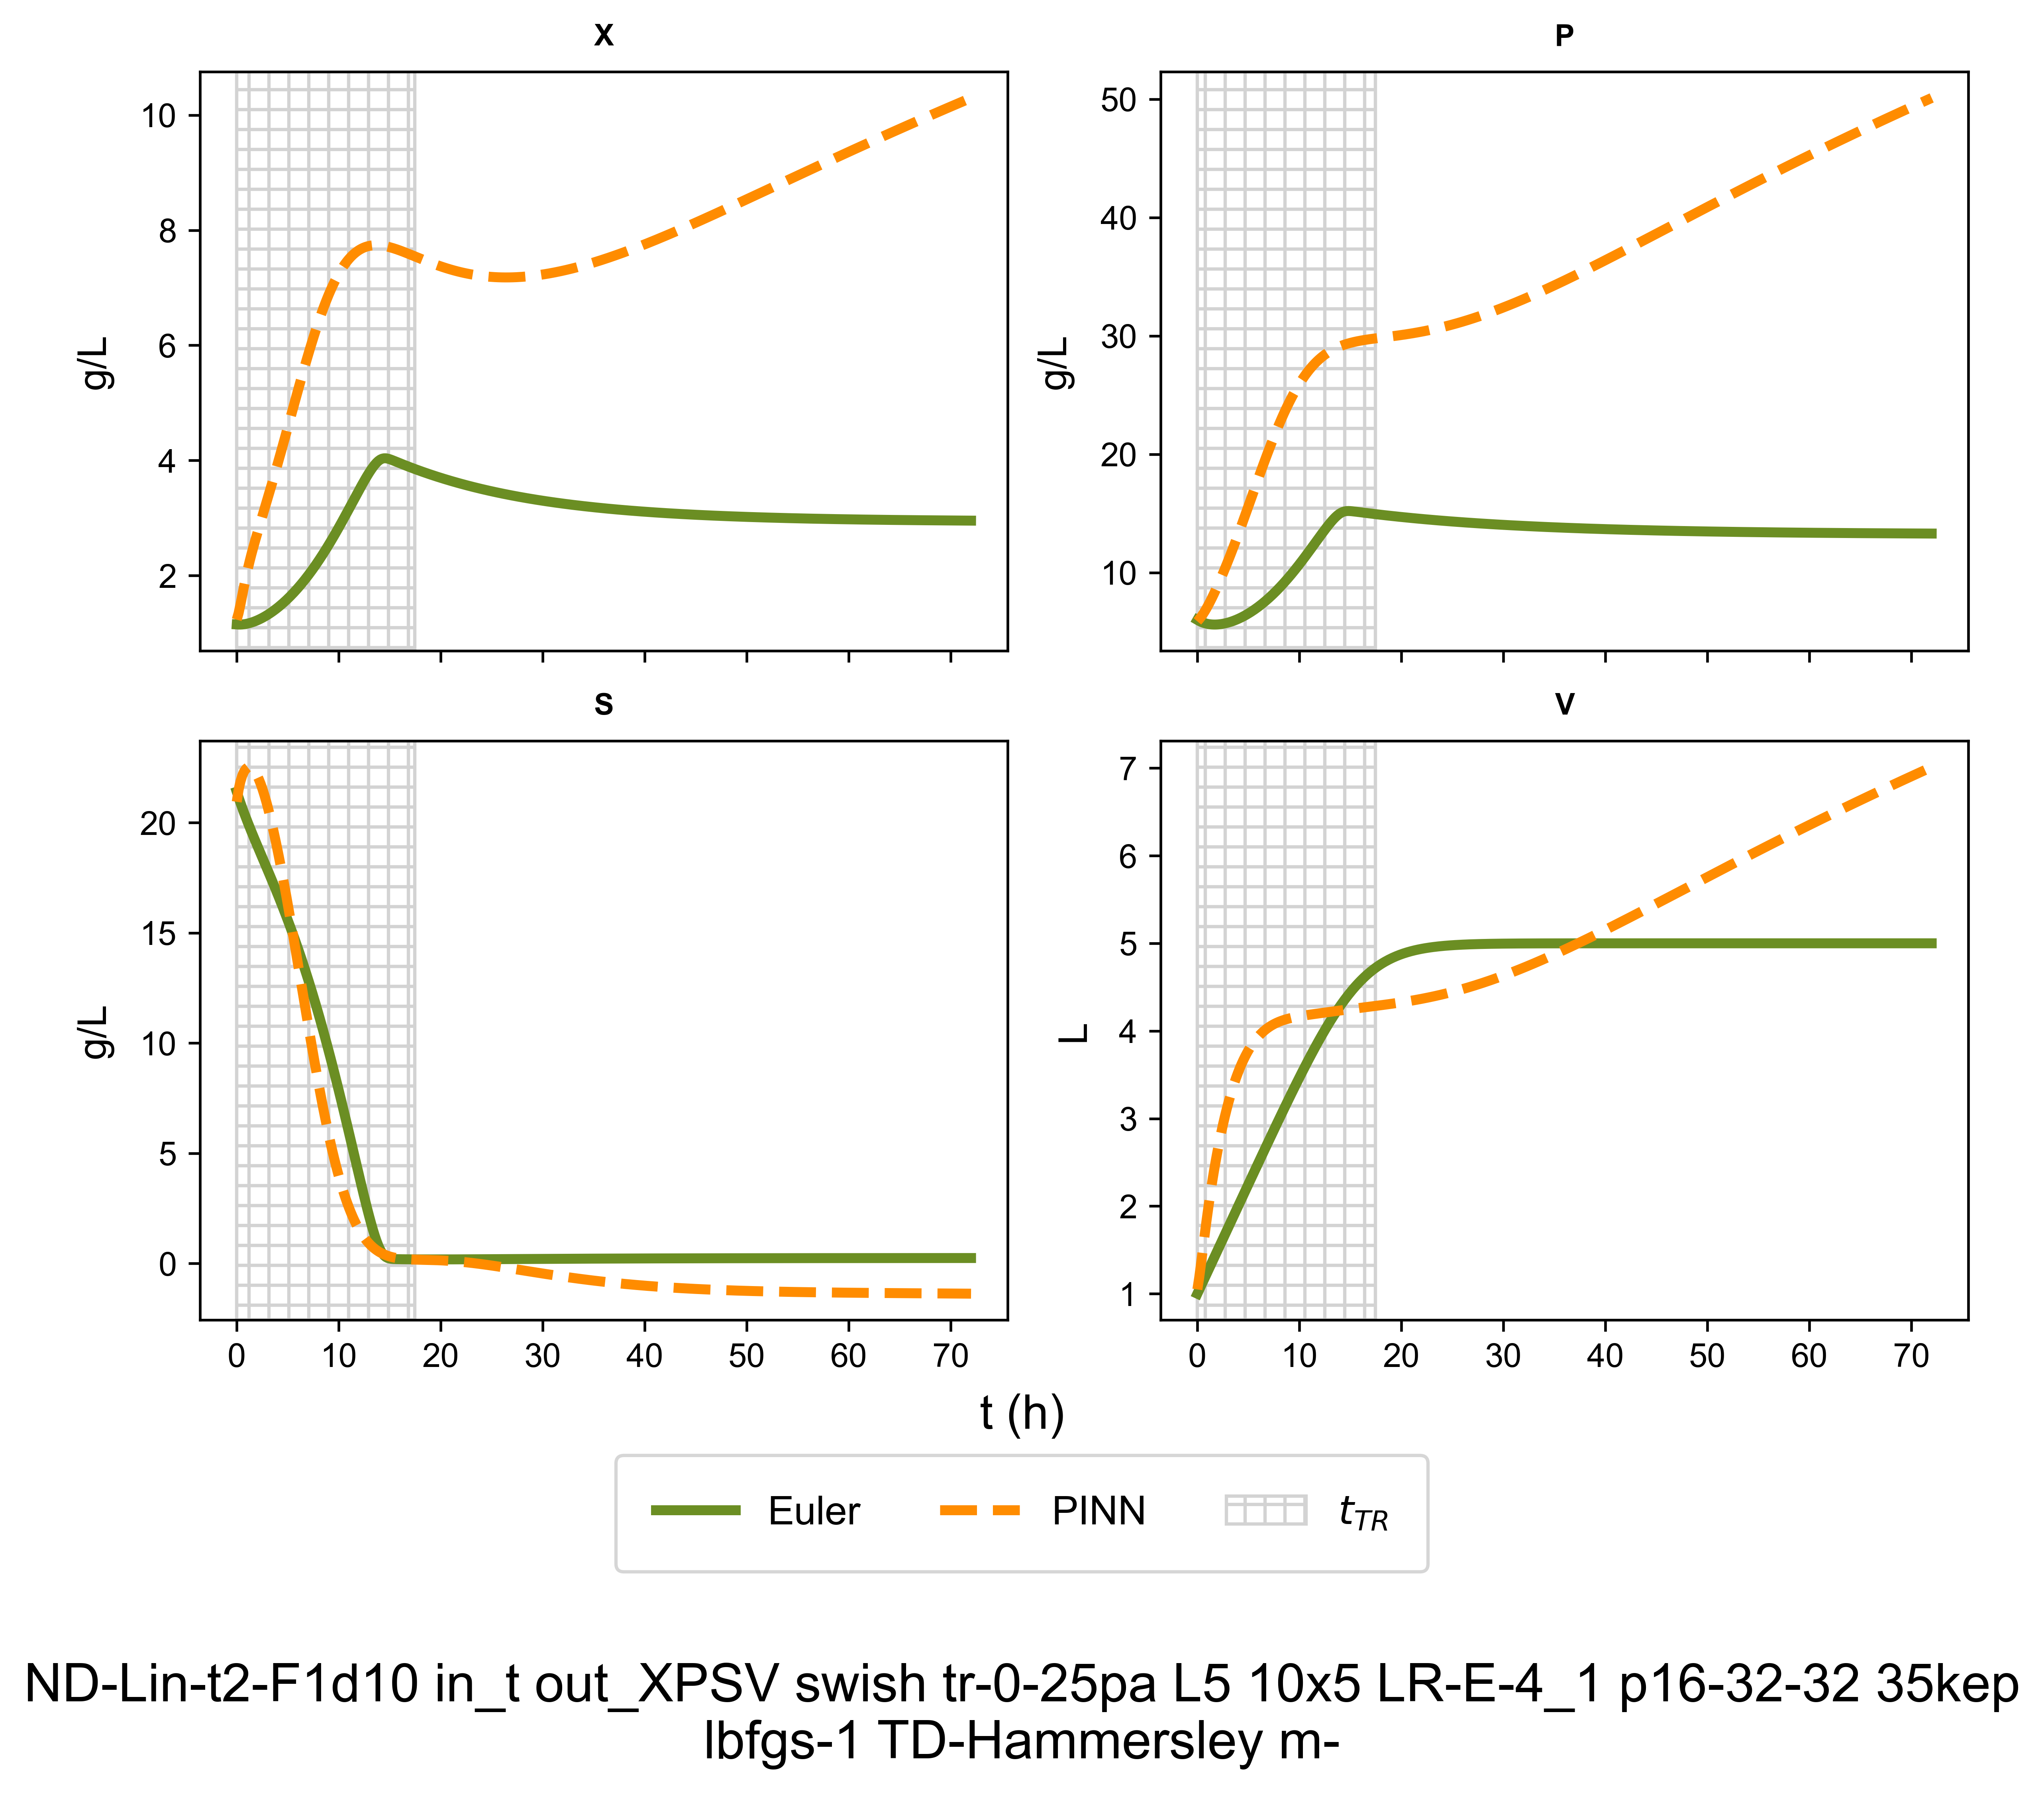 X
P
10
8
6
4
2
g/L
50
40
30
20
10
g/L
S
V
20
15
10
5
0
g/L
7
6
5
4
3
2
1
L
0 10 20 30 40 50 60 70
0 10 20 30 40 50 60 70
t (h)
Euler PINN t_TR
ND-Lin-t2-F1d10 in_t out_XPSV swish tr-0-25pa L5 10x5 LR-E-4_1 p16-32-32 35kep
lbfgs-1 TD-Hammersley m-